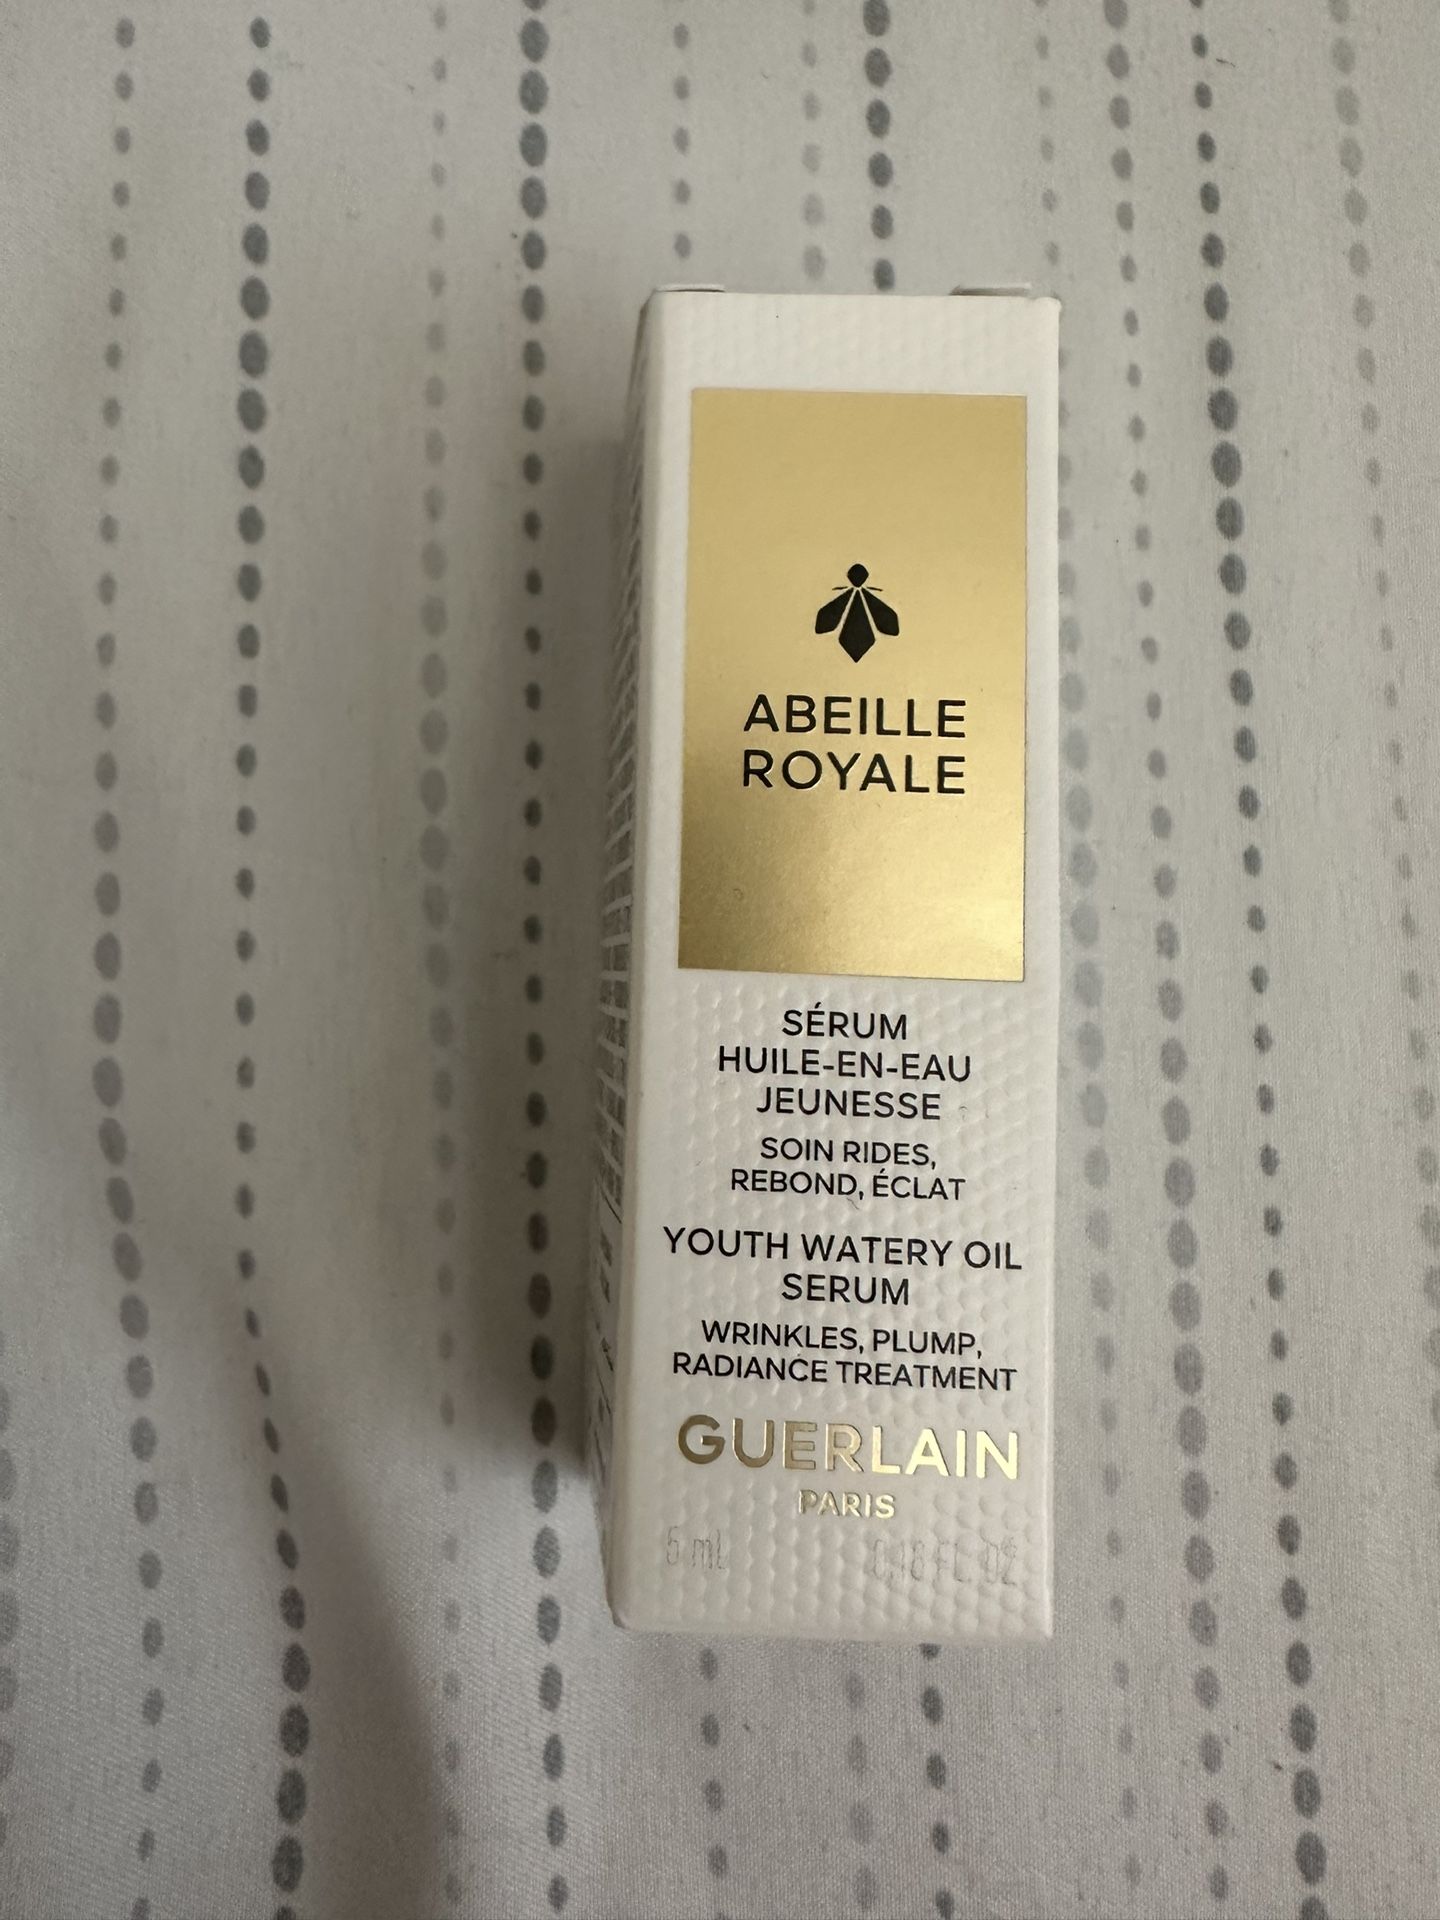 ABEILLE
ROYALE
SÉRUM
HUILE-EN-EAU
JEUNESSE
SOIN RIDES,
REBOND, ÉCLAT
YOUTH WATERY OIL
SERUM
WRINKLES, PLUMP,
RADIANCE TREATMENT
GUERLAIN
PARIS
5 ml 0,16 FL. OZ